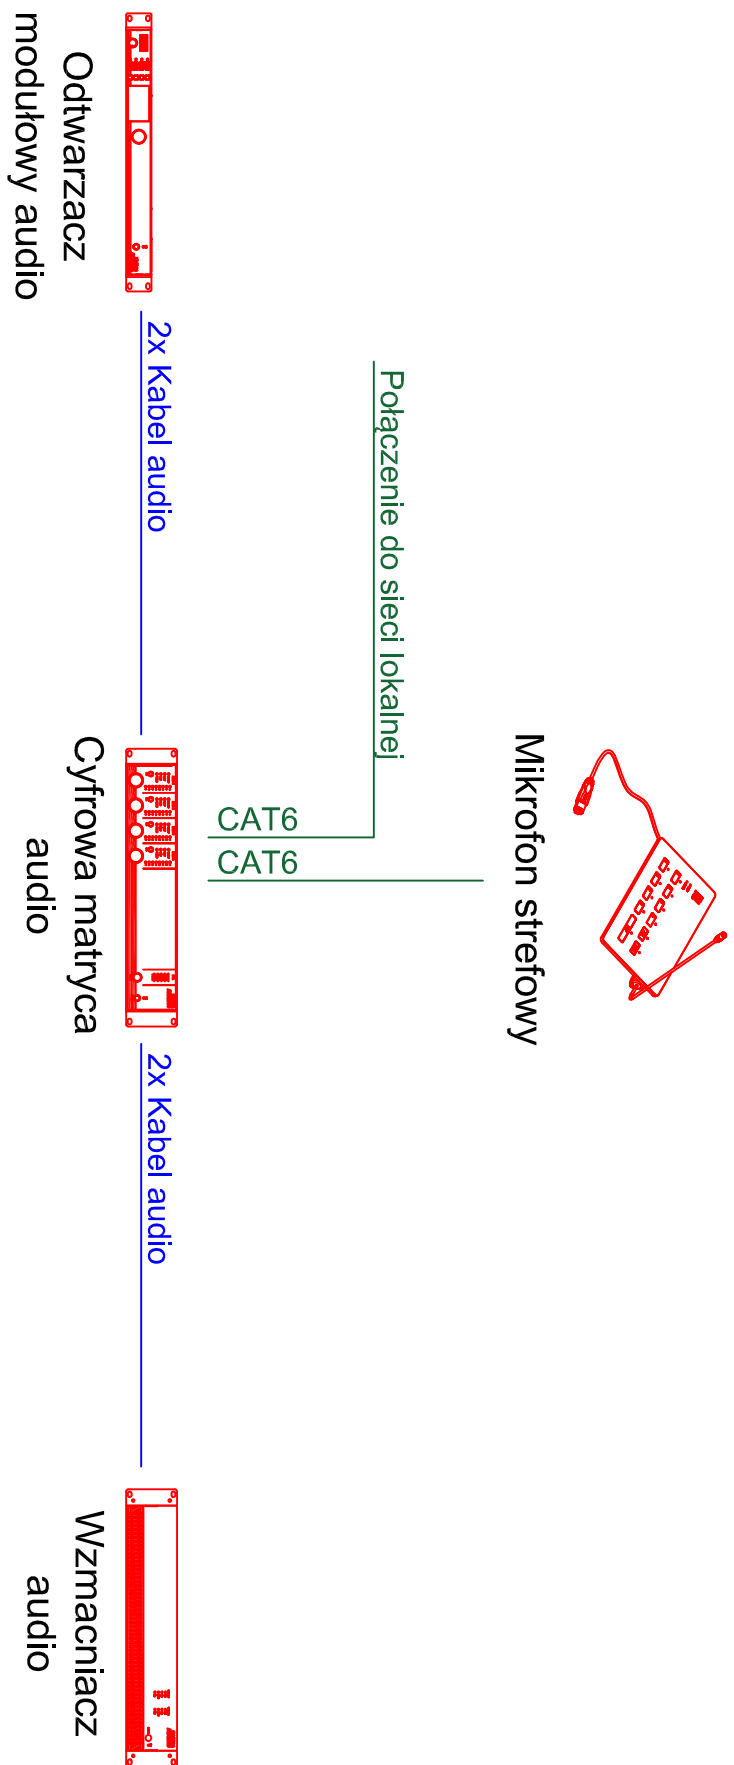 Mikrofon strefowy
Połączenie do sieci lokalnej
CAT6
CAT6
2x Kabel audio
2x Kabel audio
Odtwarzacz
modułowy audio
Cyfrowa matryca
audio
Wzmacniacz
audio